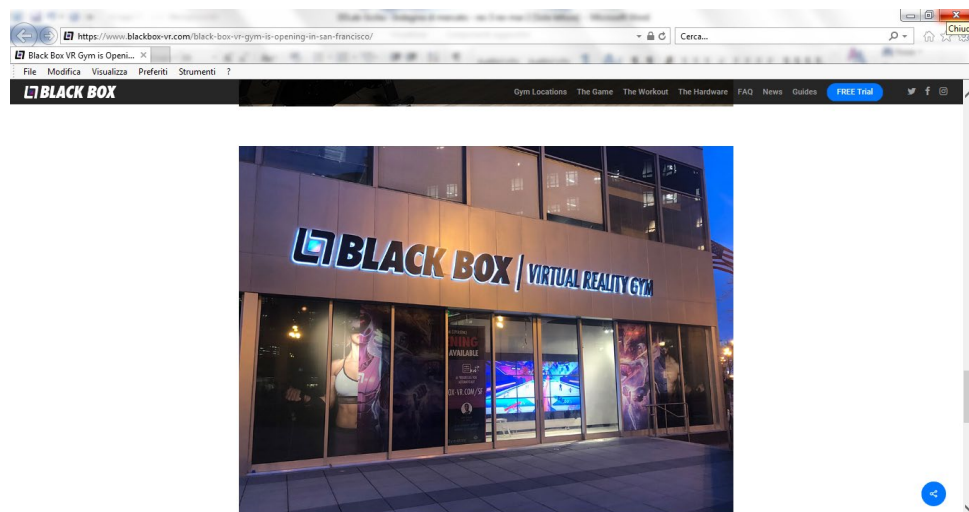 https://www.blackbox-vr.com/black-box-vr-gym-is-opening-in-san-francisco/
Cerca...
Chiud
Black Box VR Gym is Openi...
File Modifica Visualizza Preferiti Strumenti ?
BLACK BOX
Gym Locations The Game The Workout The Hardware FAQ News Guides FREE Trial
BLACK BOX | VIRTUAL REALITY GYM
NING
AVAILABLE
OX-VR.COM/SF